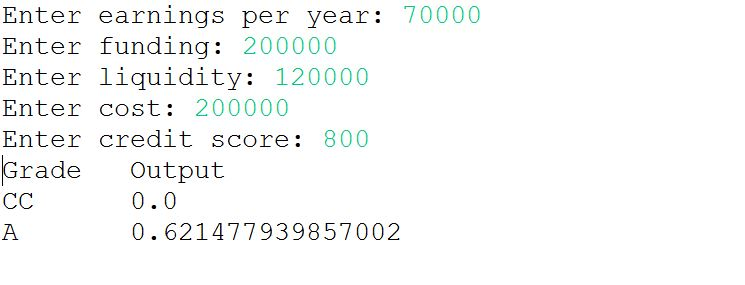 Enter earnings per year: 70000
Enter funding: 200000
Enter liquidity: 120000
Enter cost: 200000
Enter credit score: 800
Grade   Output
CC      0.0
A       0.621477939857002